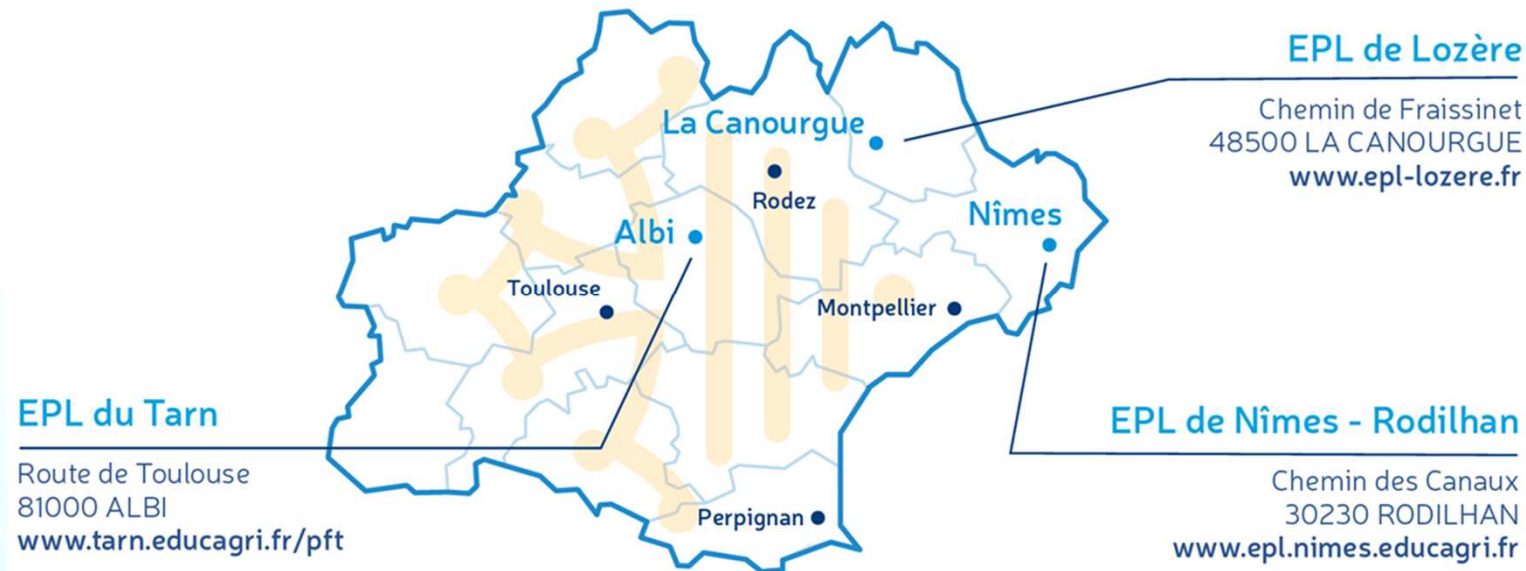 EPL de Lozère
Chemin de Fraissinet
48500 LA CANOURGUE
www.epl-lozere.fr
La Canourgue
Rodez
Nîmes
Albi
Toulouse
Montpellier
Perpignan
EPL du Tarn
Route de Toulouse
81000 ALBI
www.tarn.educagri.fr/pft
EPL de Nîmes - Rodilhan
Chemin des Canaux
30230 RODILHAN
www.epl.nimes.educagri.fr